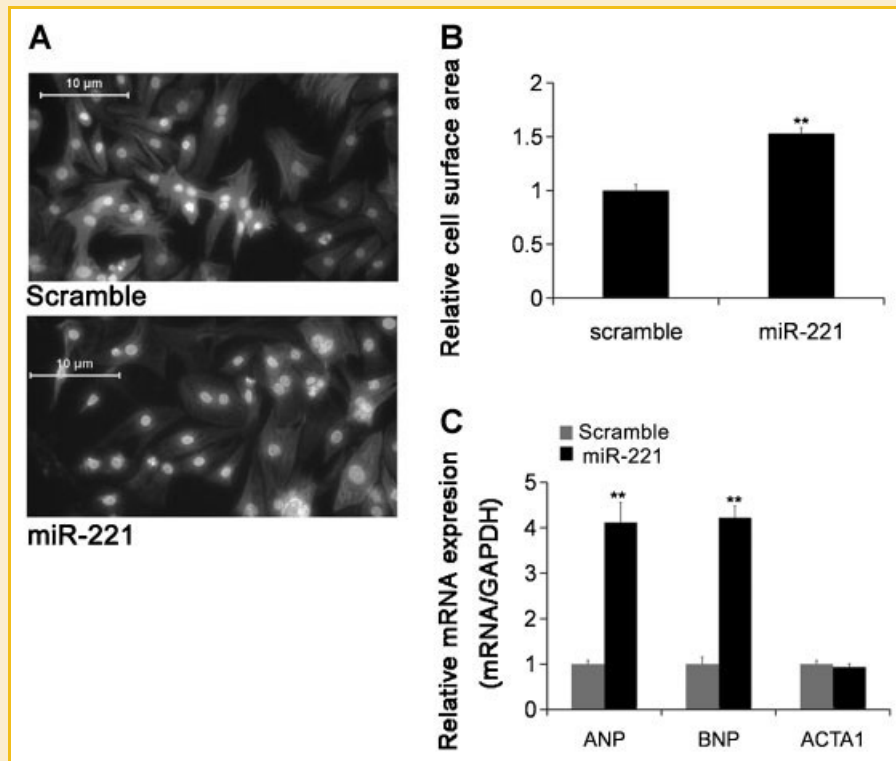 A
10 µm
Scramble
10 µm
miR-221
B
Relative cell surface area
2
1.5
1
0.5
0
**
scramble
miR-221
C
Scramble
miR-221
Relative mRNA expresion
(mRNA/GAPDH)
5
4
3
2
1
0
**
**
ANP
BNP
ACTA1